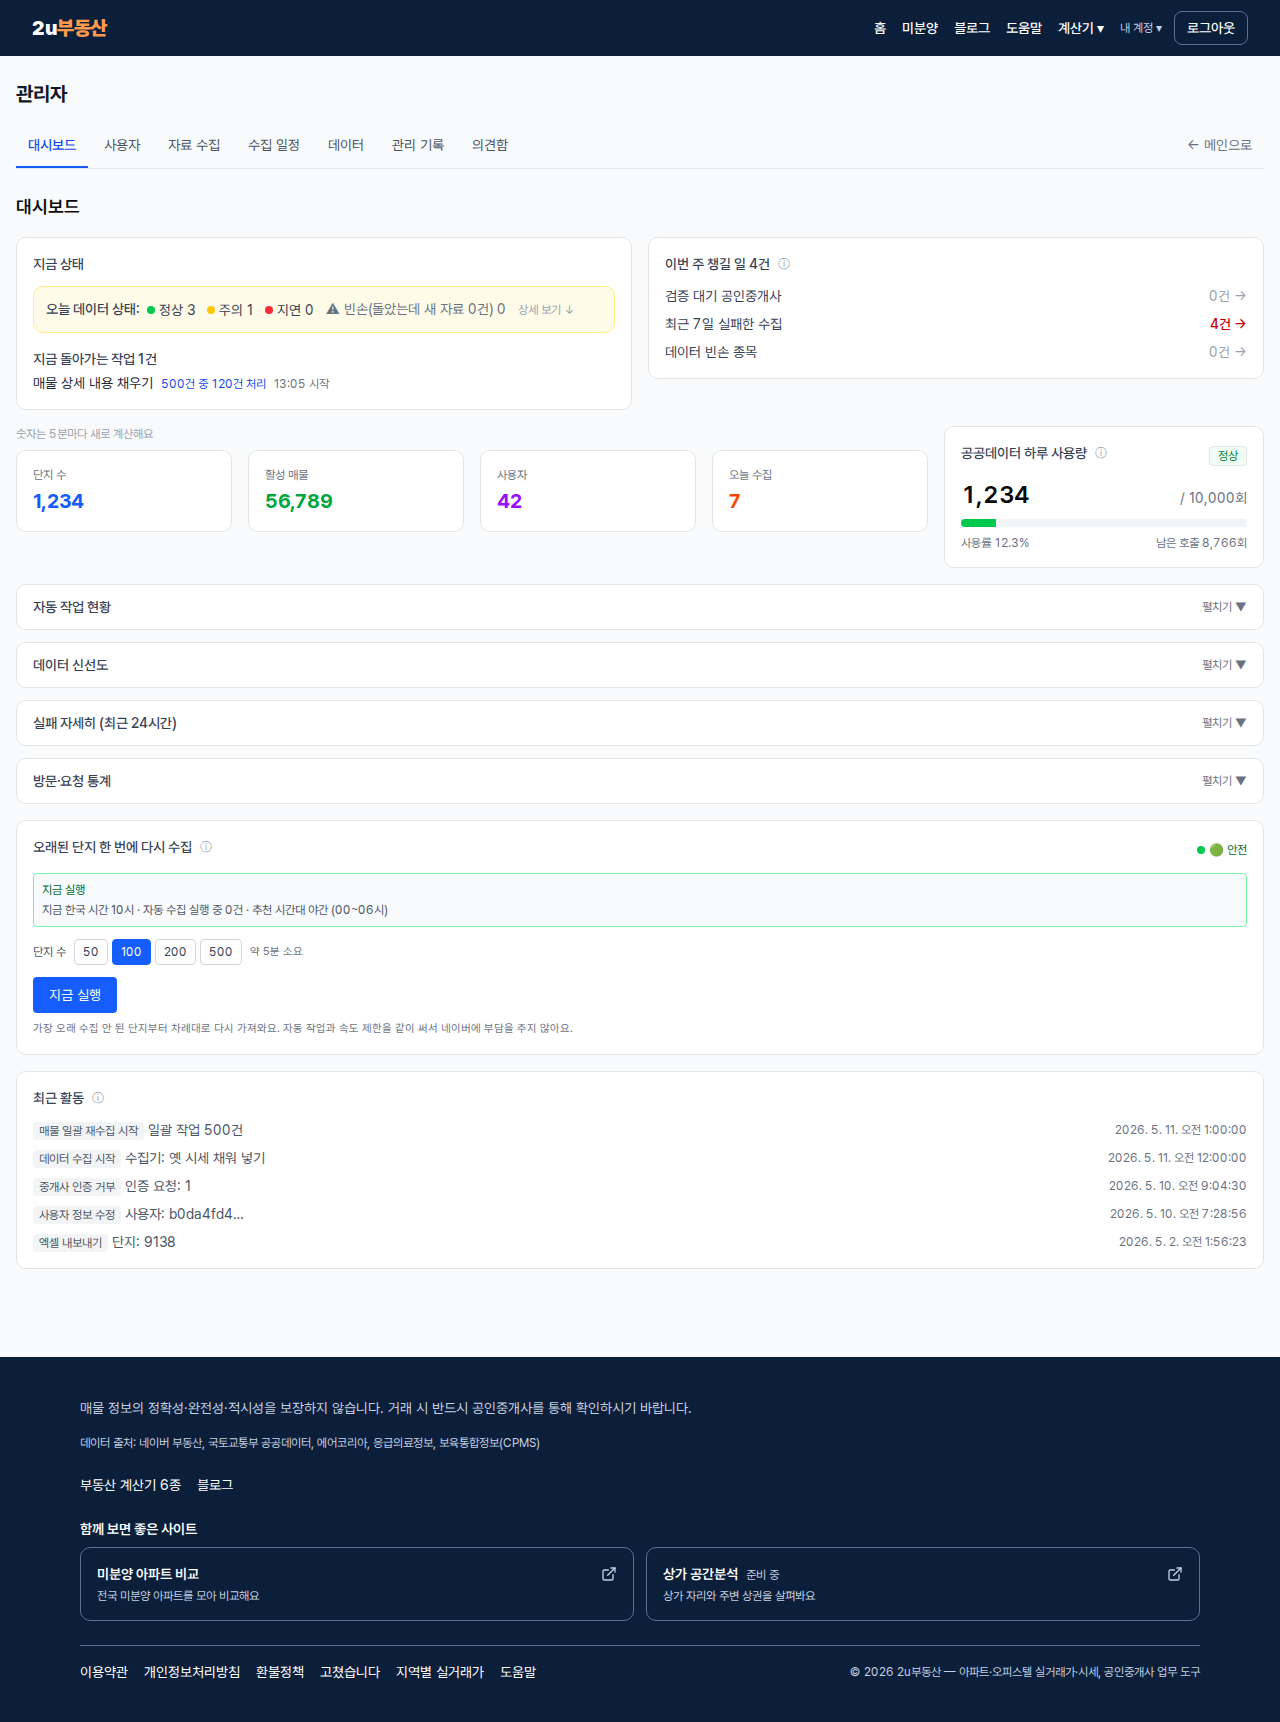 2u부동산
홈 미분양 블로그 도움말 계산기 ▾ 내 계정 ▾ 로그아웃
관리자
대시보드 사용자 자료 수집 수집 일정 데이터 관리 기록 의견함 ← 메인으로
대시보드
지금 상태
오늘 데이터 상태: 정상 3 주의 1 지연 0 ⚠ 빈손(돌았는데 새 자료 0건) 0 상세 보기 ↓
지금 돌아가는 작업 1건
매물 상세 내용 채우기 500건 중 120건 처리 13:05 시작
이번 주 챙길 일 4건 ⓘ
검증 대기 공인중개사 0건 →
최근 7일 실패한 수집 4건 →
데이터 빈손 종목 0건 →
숫자는 5분마다 새로 계산해요
단지 수
1,234
활성 매물
56,789
사용자
42
오늘 수집
7
공공데이터 하루 사용량 ⓘ 정상
1,234 / 10,000회
사용률 12.3% 남은 호출 8,766회
자동 작업 현황 펼치기 ▼
데이터 신선도 펼치기 ▼
실패 자세히 (최근 24시간) 펼치기 ▼
방문·요청 통계 펼치기 ▼
오래된 단지 한 번에 다시 수집 ⓘ 🟢 안전
지금 실행
지금 한국 시간 10시 · 자동 수집 실행 중 0건 · 추천 시간대 야간 (00~06시)
단지 수 50 100 200 500 약 5분 소요
지금 실행
가장 오래 수집 안 된 단지부터 차례대로 다시 가져와요. 자동 작업과 속도 제한을 같이 써서 네이버에 부담을 주지 않아요.
최근 활동 ⓘ
매물 일괄 재수집 시작 일괄 작업 500건 2026. 5. 11. 오전 1:00:00
데이터 수집 시작 수집기: 옛 시세 채워 넣기 2026. 5. 11. 오전 12:00:00
중개사 인증 거부 인증 요청: 1 2026. 5. 10. 오전 9:04:30
사용자 정보 수정 사용자: b0da4fd4… 2026. 5. 10. 오전 7:28:56
엑셀 내보내기 단지: 9138 2026. 5. 2. 오전 1:56:23
매물 정보의 정확성·완전성·적시성을 보장하지 않습니다. 거래 시 반드시 공인중개사를 통해 확인하시기 바랍니다.
데이터 출처: 네이버 부동산, 국토교통부 공공데이터, 에어코리아, 응급의료정보, 보육통합정보(CPMS)
부동산 계산기 6종 블로그
함께 보면 좋은 사이트
미분양 아파트 비교
전국 미분양 아파트를 모아 비교해요
상가 공간분석 준비 중
상가 자리와 주변 상권을 살펴봐요
이용약관 개인정보처리방침 환불정책 고쳤습니다 지역별 실거래가 도움말
© 2026 2u부동산 — 아파트·오피스텔 실거래가·시세, 공인중개사 업무 도구